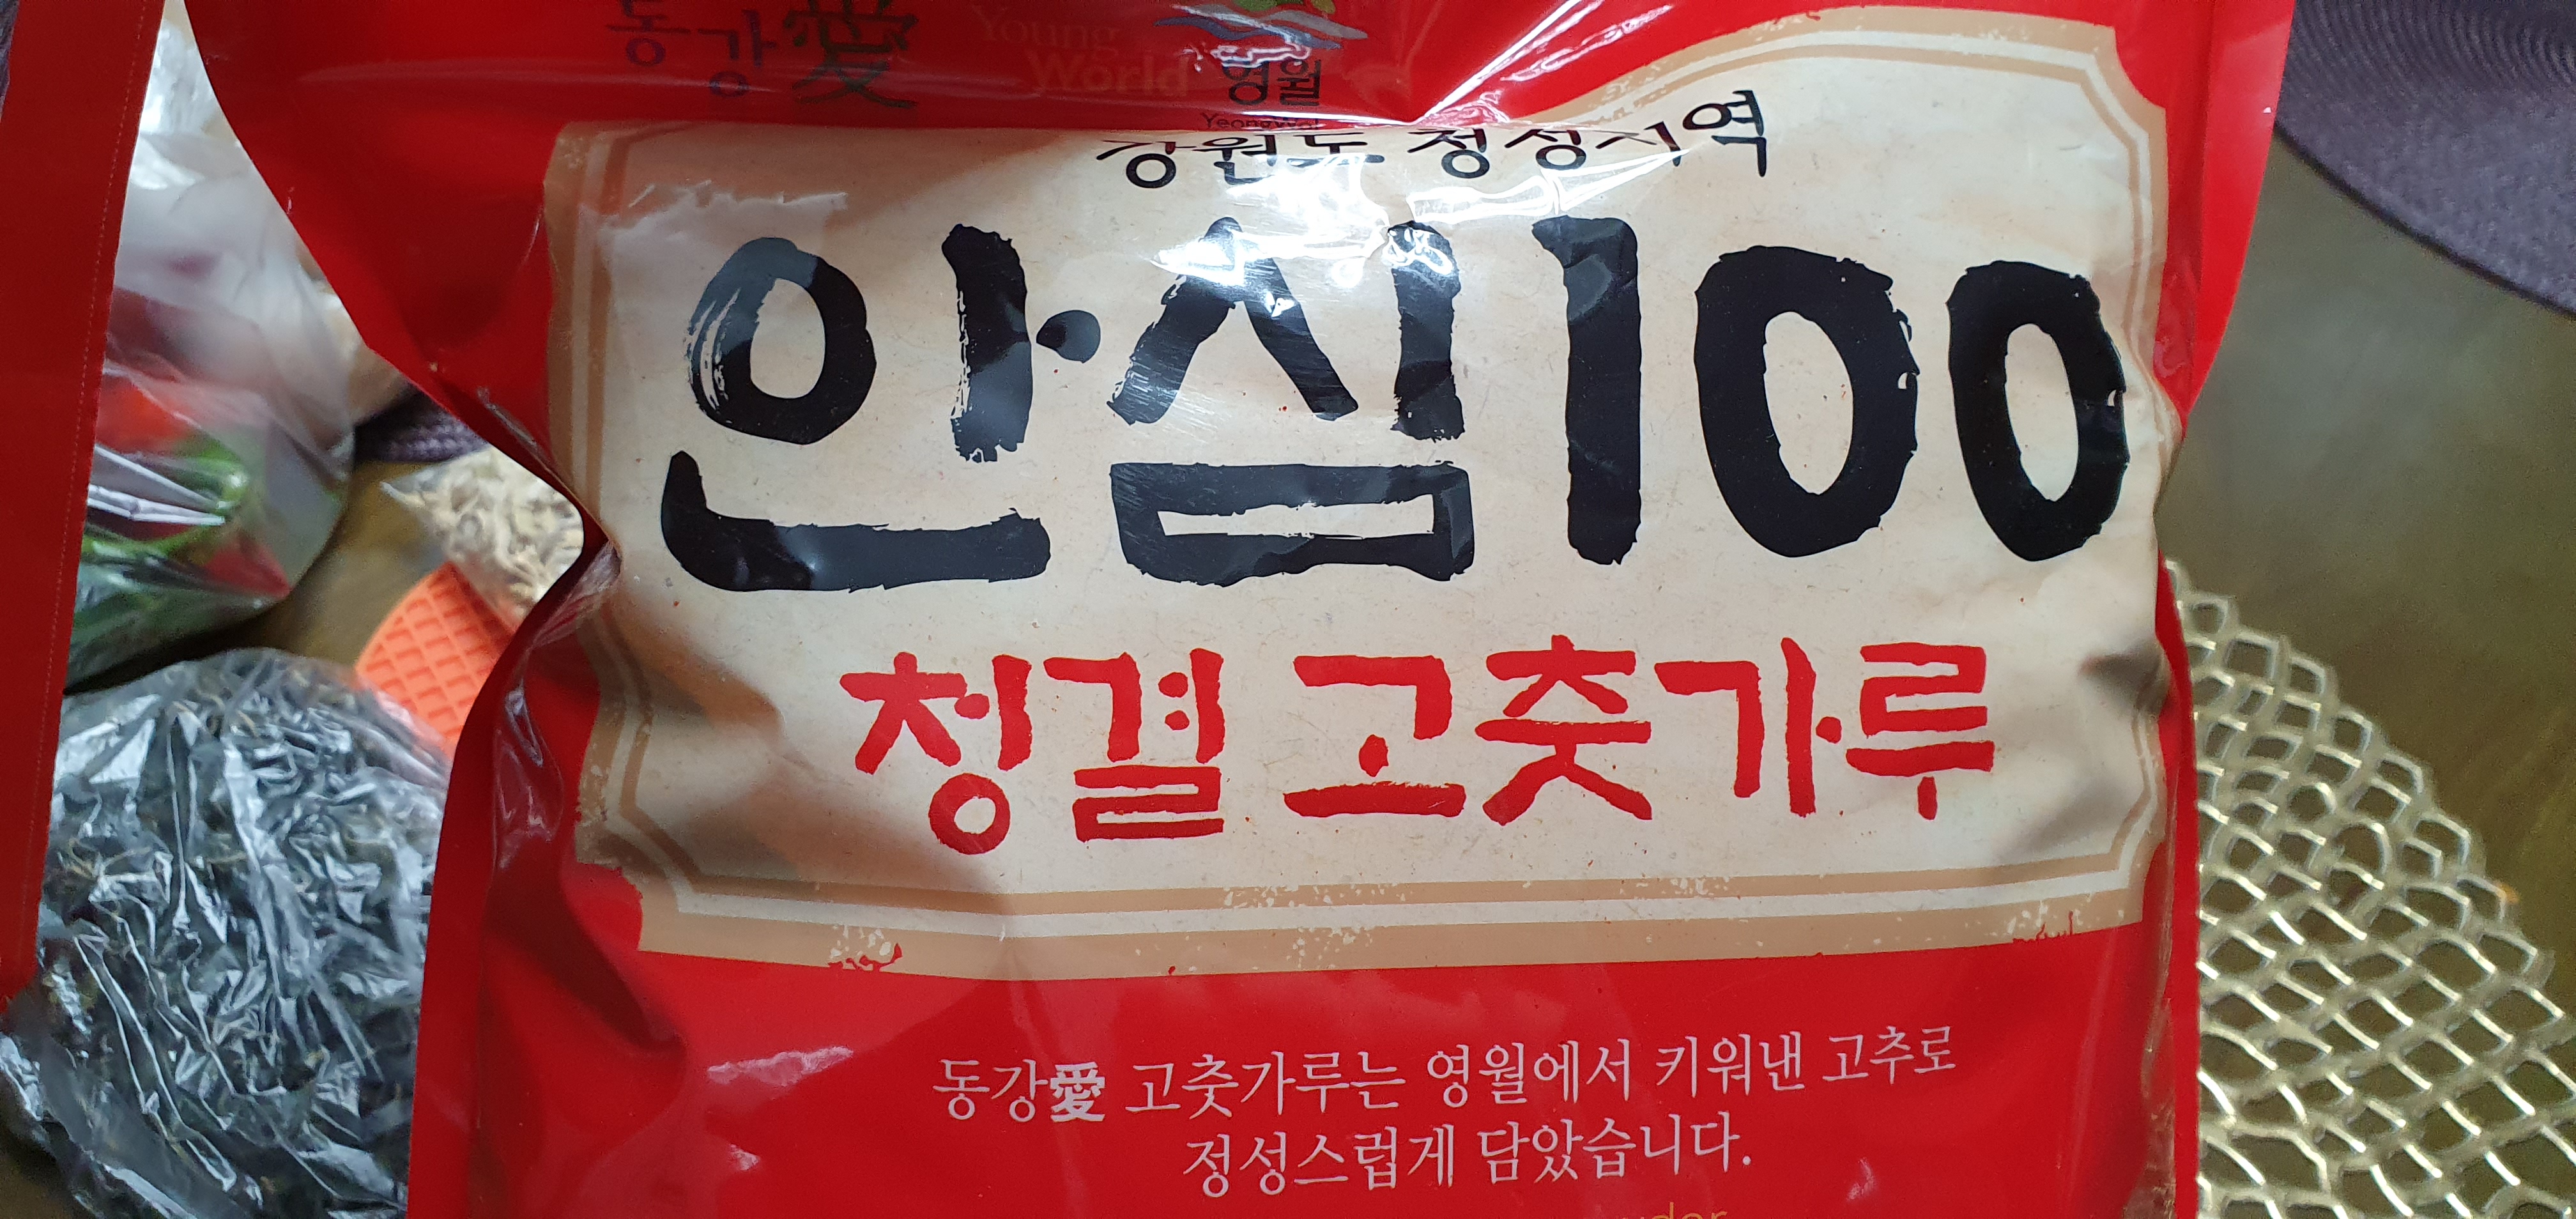 동강愛 Young World 영월
강원도 청정지역
안심100
청결 고춧가루
동강愛 고춧가루는 영월에서 키워낸 고추로
정성스럽게 담았습니다.